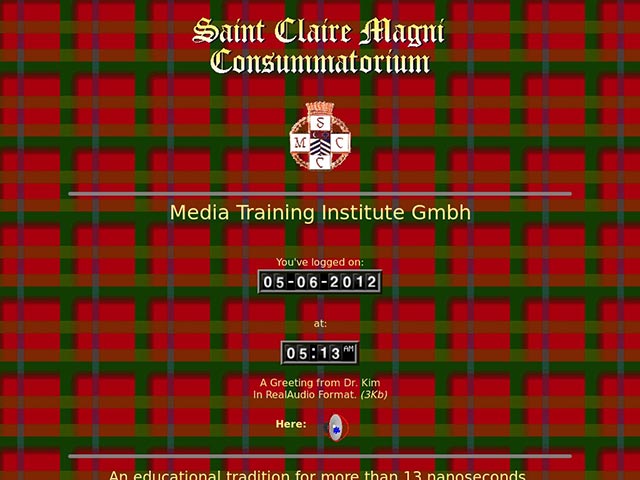 Saint Claire Magni
Consummatorium
S
M C
C
Media Training Institute Gmbh
You've logged on:
05-06-2012
at:
05:13 AM
A Greeting from Dr. Kim
In RealAudio Format. (3Kb)
Here:
An educational tradition for more than 13 nanoseconds